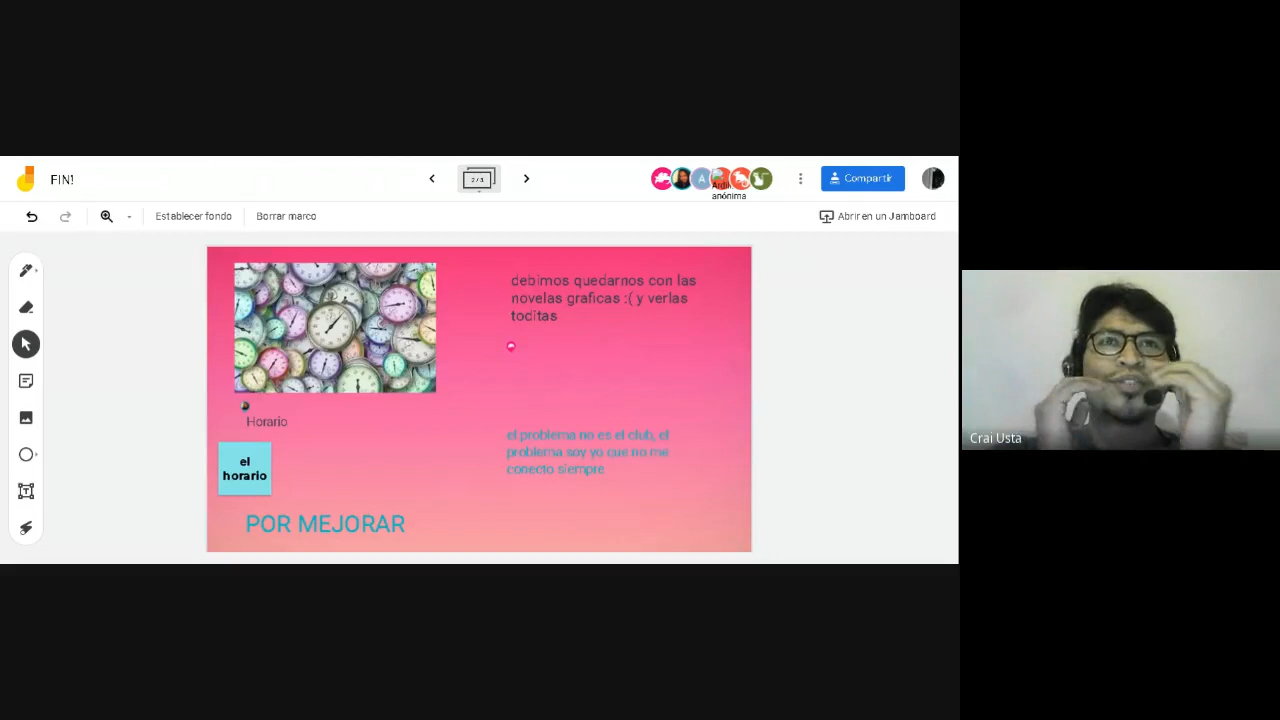 FIN!
2/3
A
Ardilla
anónima
Compartir
Establecer fondo
Borrar marco
Abrir en un Jamboard
debimos quedarnos con las
novelas graficas :( y verlas
toditas
Horario
el
horario
el problema no es el club, el
problema soy yo que no me
conecto siempre
POR MEJORAR
Crai Usta